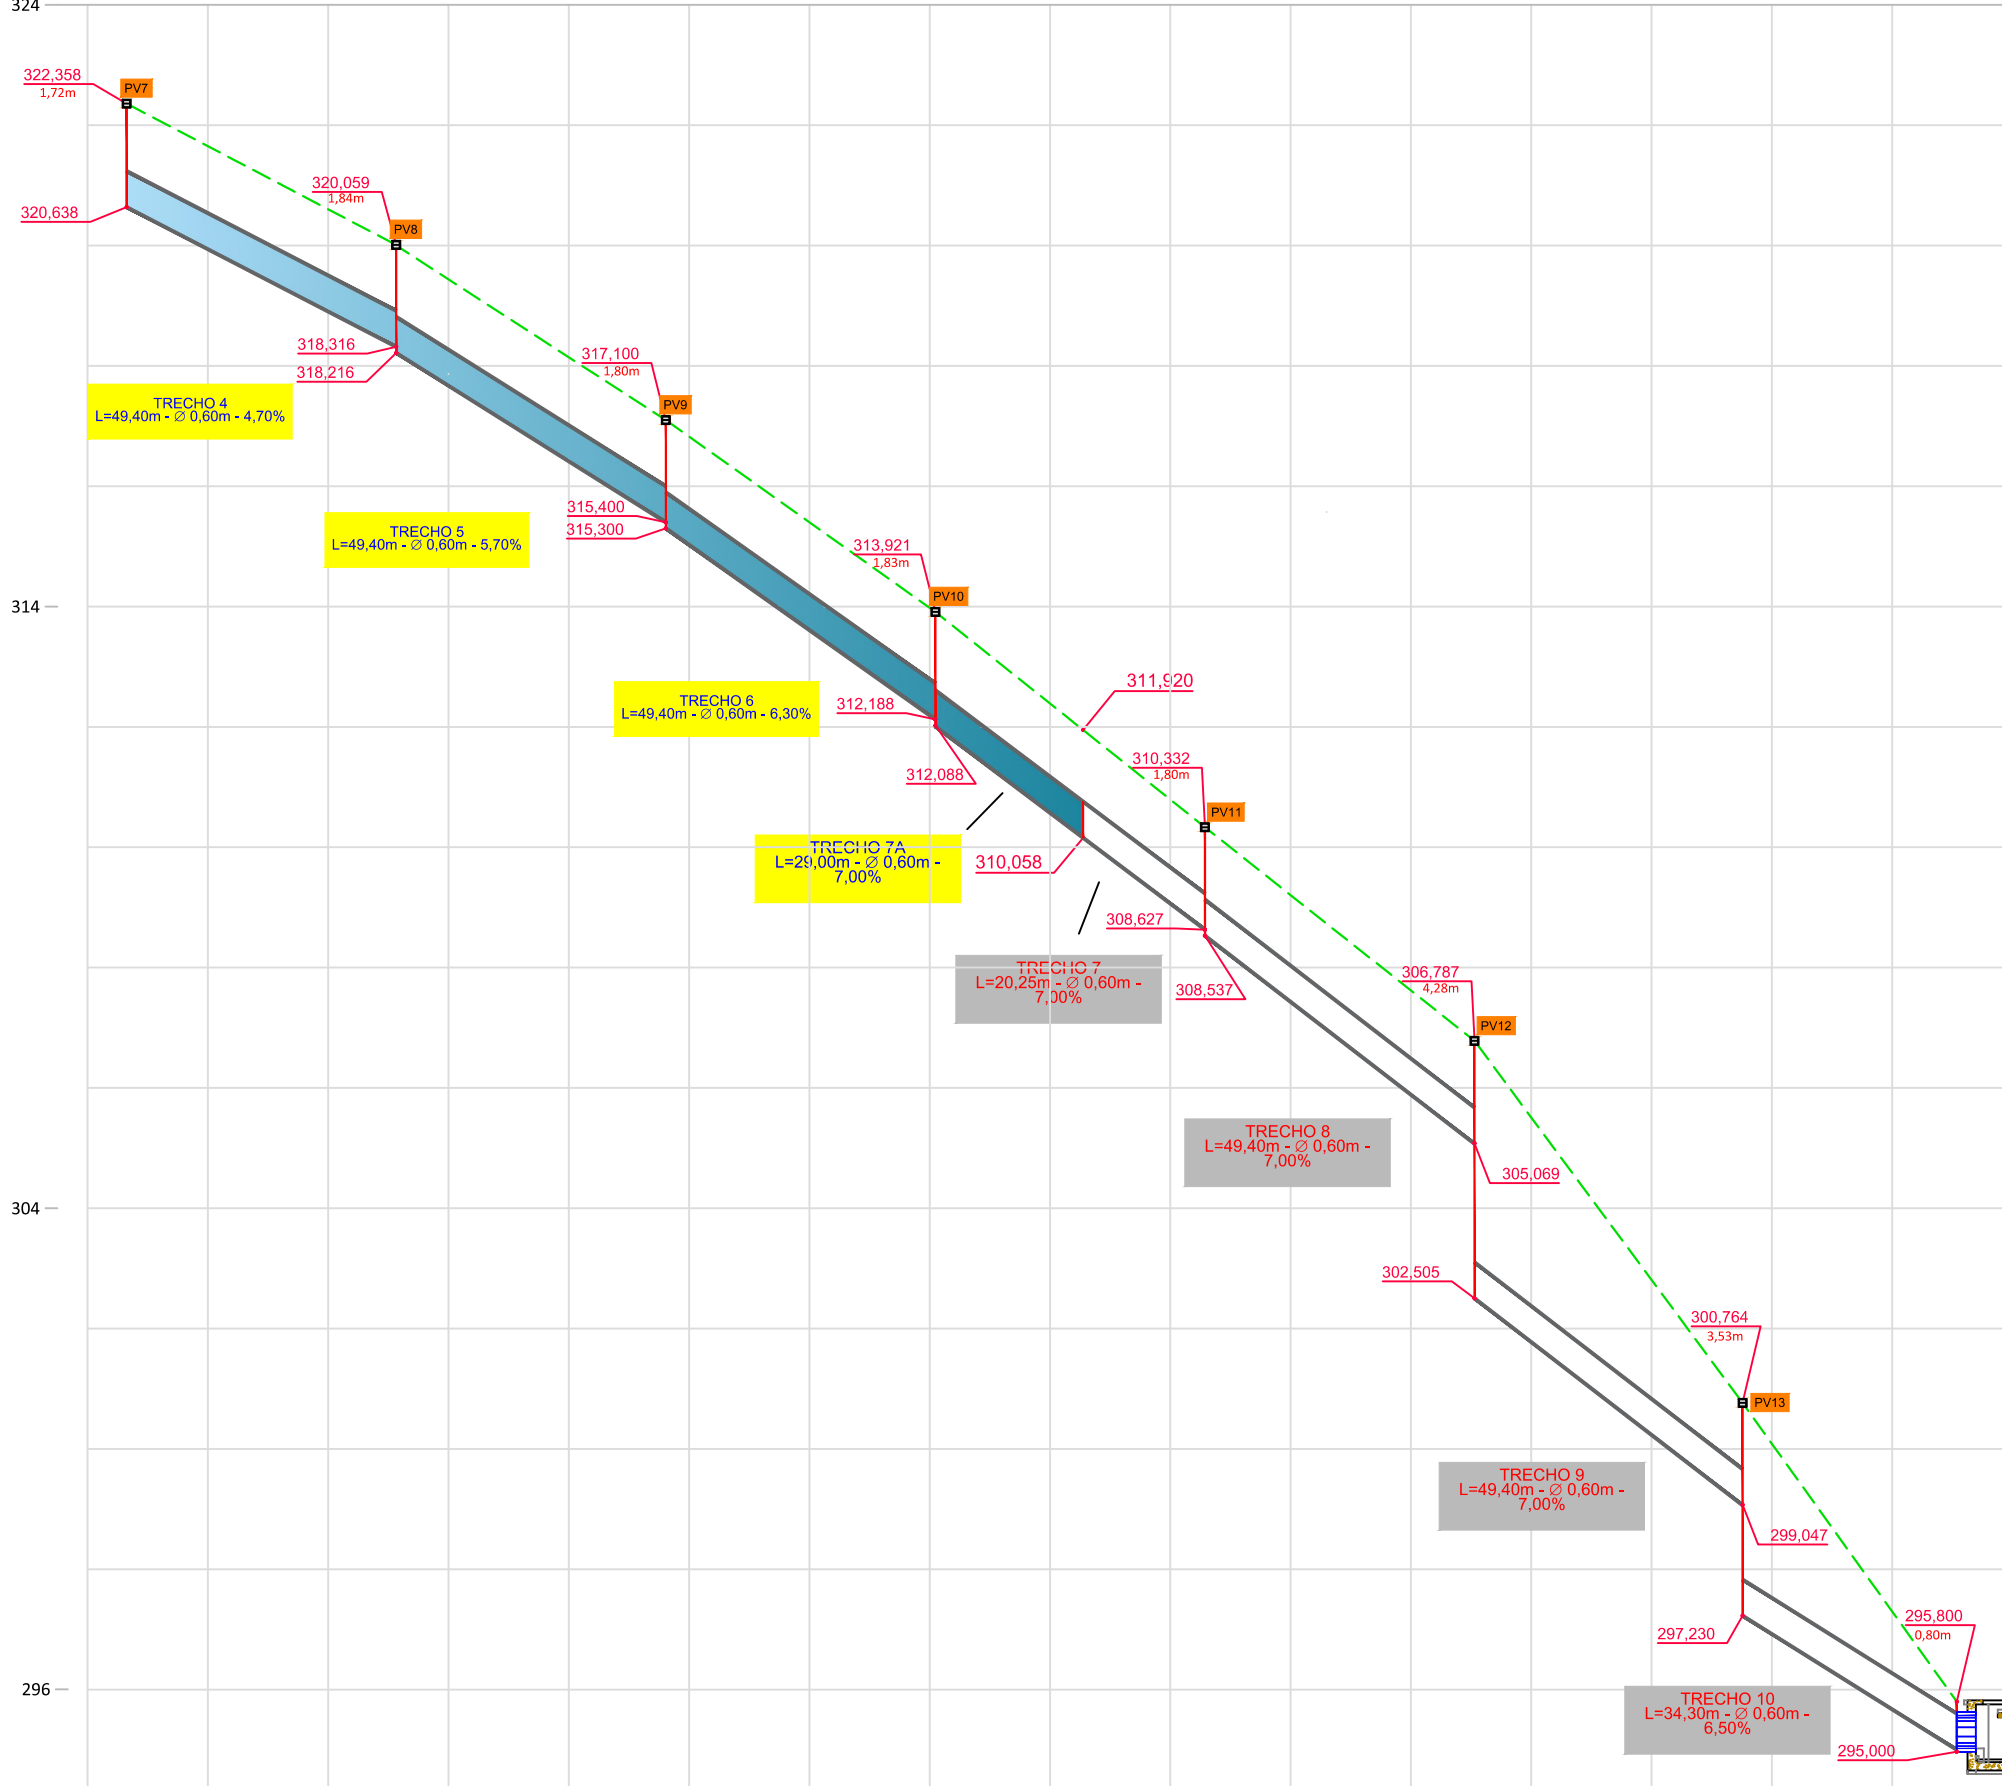 324
322,358
1,72m
PV7
320,638
320,059
1,84m
PV8
318,316
318,216
317,100
1,80m
PV9
TRECHO 4
L=49,40m - ∅ 0,60m - 4,70%
315,400
315,300
TRECHO 5
L=49,40m - ∅ 0,60m - 5,70%
313,921
1,83m
PV10
314
TRECHO 6
L=49,40m - ∅ 0,60m - 6,30%
312,188
312,088
311,920
310,332
1,80m
PV11
TRECHO 7A
L=29,00m - ∅ 0,60m -
7,00%
310,058
308,627
308,537
TRECHO 7
L=20,25m - ∅ 0,60m -
7,00%
306,787
4,28m
PV12
TRECHO 8
L=49,40m - ∅ 0,60m -
7,00%
305,069
304
302,505
300,764
1,53m
PV13
TRECHO 9
L=49,40m - ∅ 0,60m -
7,00%
299,047
297,230
295,800
0,80m
296
TRECHO 10
L=34,30m - ∅ 0,60m -
6,50%
295,000